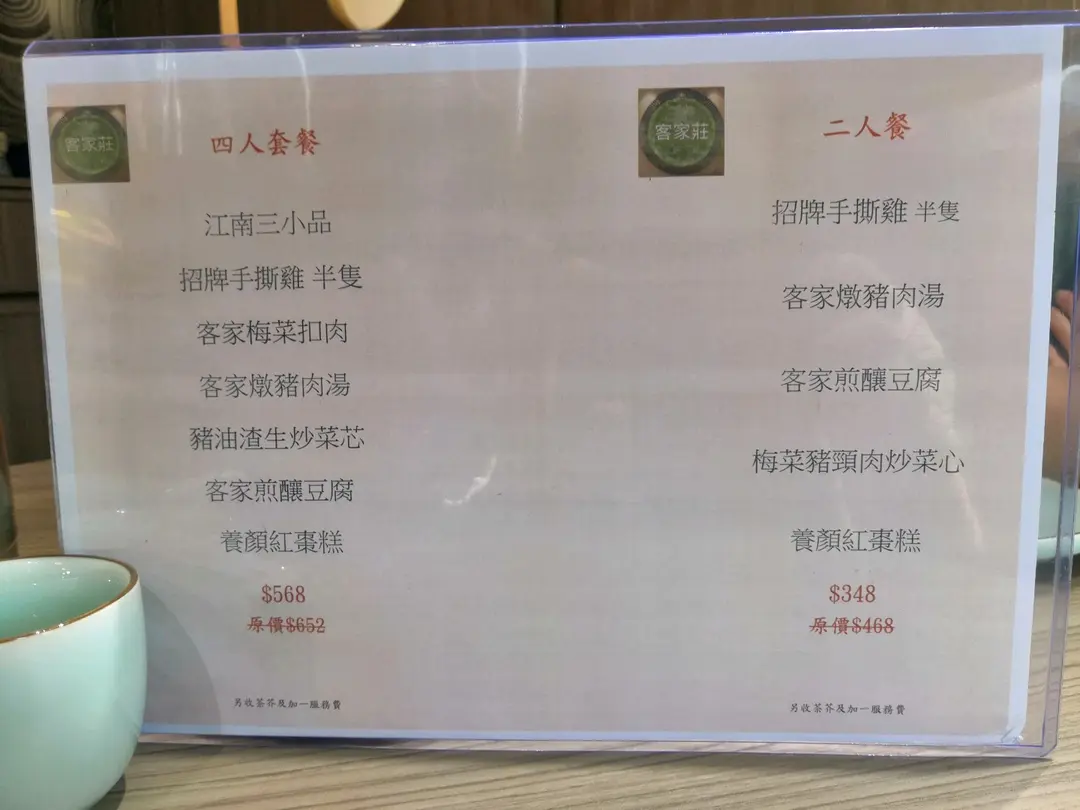 客家莊
四人套餐
江南三小品
招牌手撕雞 半隻
客家梅菜扣肉
客家燉豬肉湯
豬油渣生炒菜芯
客家煎釀豆腐
養顏紅棗糕
$568
原價$652
另收茶芥及加一服務費
客家莊
二人餐
招牌手撕雞 半隻
客家燉豬肉湯
客家煎釀豆腐
梅菜豬頸肉炒菜心
養顏紅棗糕
$348
原價$468
另收茶芥及加一服務費